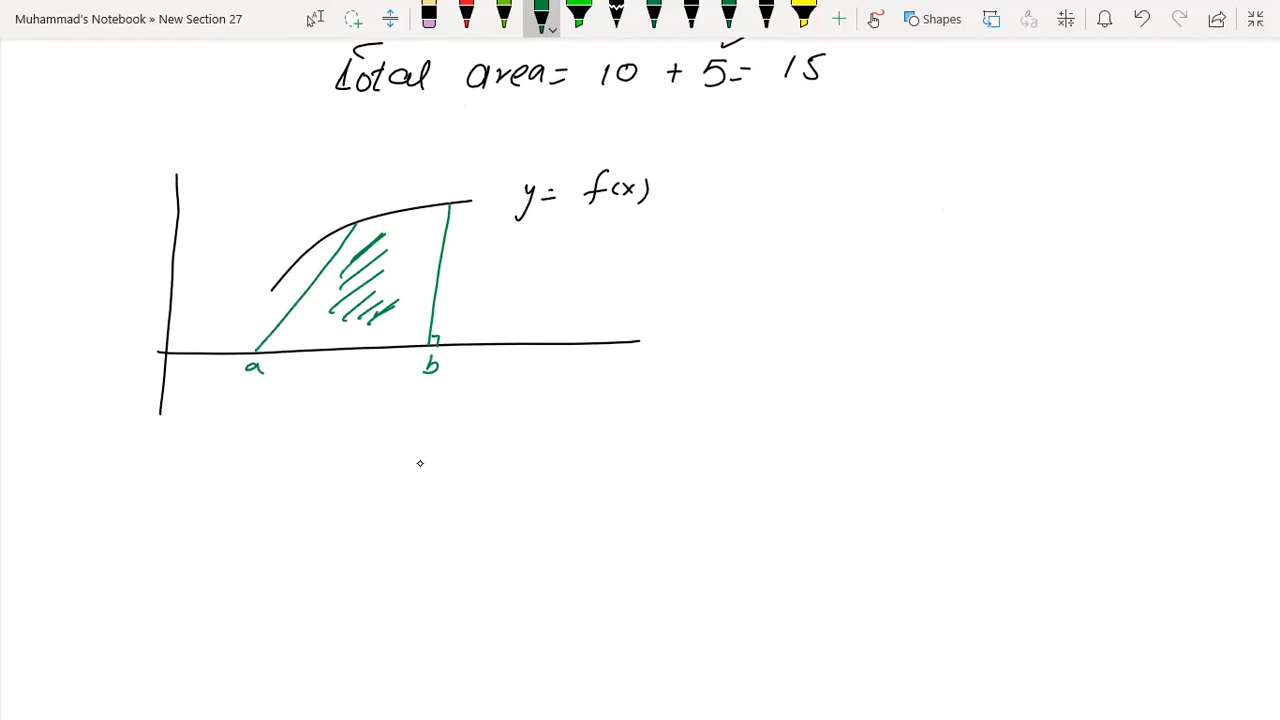 Muhammad's Notebook » New Section 27
Shapes
Total area= 10 + 5= 15
y= f(x)
a
b